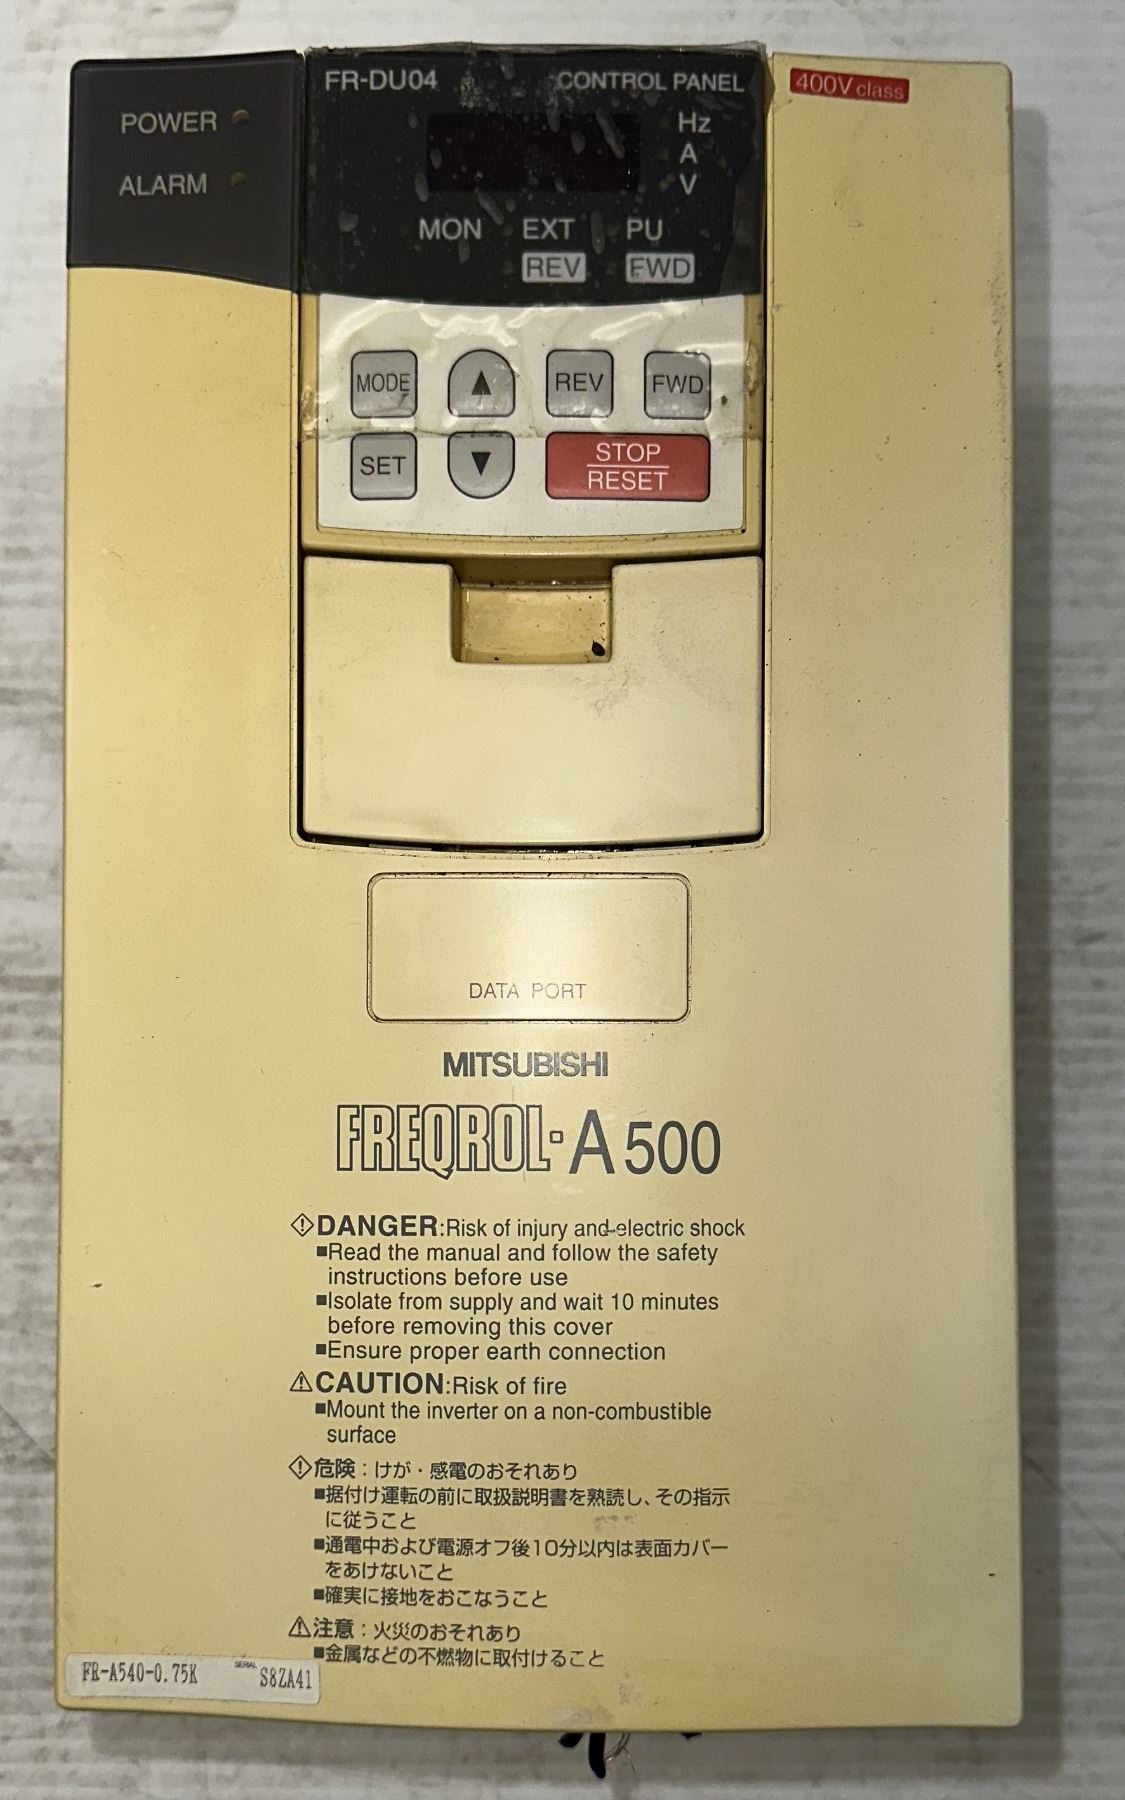 POWER
ALARM
FR-DU04 CONTROL PANEL
400V class
Hz
A
V
MON EXT PU
REV FWD
MODE ▲ REV FWD
SET ▼ STOP
RESET
DATA PORT
MITSUBISHI
FREQROL-A500
DANGER:Risk of injury and electric shock
■Read the manual and follow the safety
instructions before use
■Isolate from supply and wait 10 minutes
before removing this cover
■Ensure proper earth connection
CAUTION:Risk of fire
■Mount the inverter on a non-combustible
surface
危険：けが・感電のおそれあり
■据付け運転の前に取扱説明書を熟読し、その指示
に従うこと
■通電中および電源オフ後10分以内は表面カバー
をあけないこと
■確実に接地をおこなうこと
注意：火災のおそれあり
■金属などの不燃物に取付けること
FR-A540-0.75K SERIAL S8ZA41